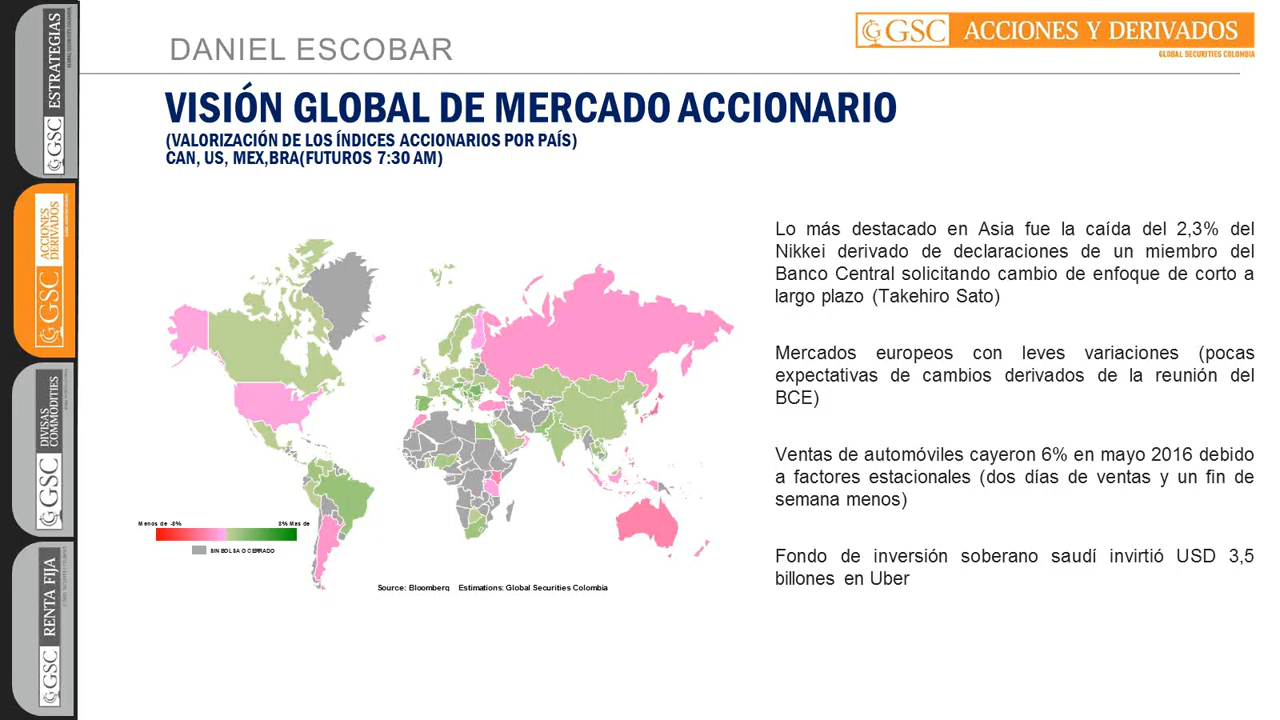 DANIEL ESCOBAR
GSC ACCIONES Y DERIVADOS
GLOBAL SECURITIES COLOMBIA
VISIÓN GLOBAL DE MERCADO ACCIONARIO
(VALORIZACIÓN DE LOS ÍNDICES ACCIONARIOS POR PAÍS)
CAN, US, MEX,BRA(FUTUROS 7:30 AM)
GSC ESTRATEGIAS
GSC ACCIONES
DERIVADOS
GSC DIVISAS
COMMODITIES
GSC RENTA FIJA
Lo más destacado en Asia fue la caída del 2,3% del
Nikkei derivado de declaraciones de un miembro del
Banco Central solicitando cambio de enfoque de corto a
largo plazo (Takehiro Sato)
Mercados europeos con leves variaciones (pocas
expectativas de cambios derivados de la reunión del
BCE)
Ventas de automóviles cayeron 6% en mayo 2016 debido
a factores estacionales (dos días de ventas y un fin de
semana menos)
Fondo de inversión soberano saudí invirtió USD 3,5
billones en Uber
Menos de -8% 8% Mas de
SIN BOLSA O CERRADO
Source: Bloomberg Estimations: Global Securities Colombia